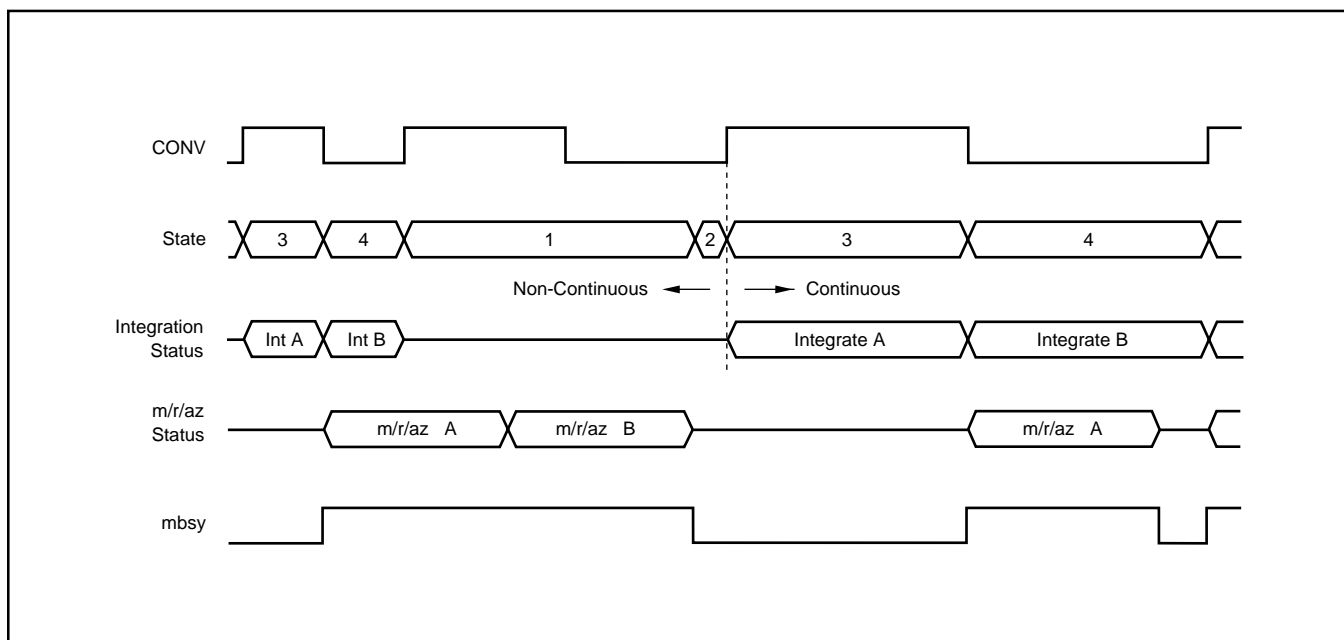 CONV
State
3
4
1
2
3
4
Non-Continuous
Continuous
Integration
Status
Int A
Int B
Integrate A
Integrate B
m/r/az
Status
m/r/az A
m/r/az B
m/r/az A
mbsy